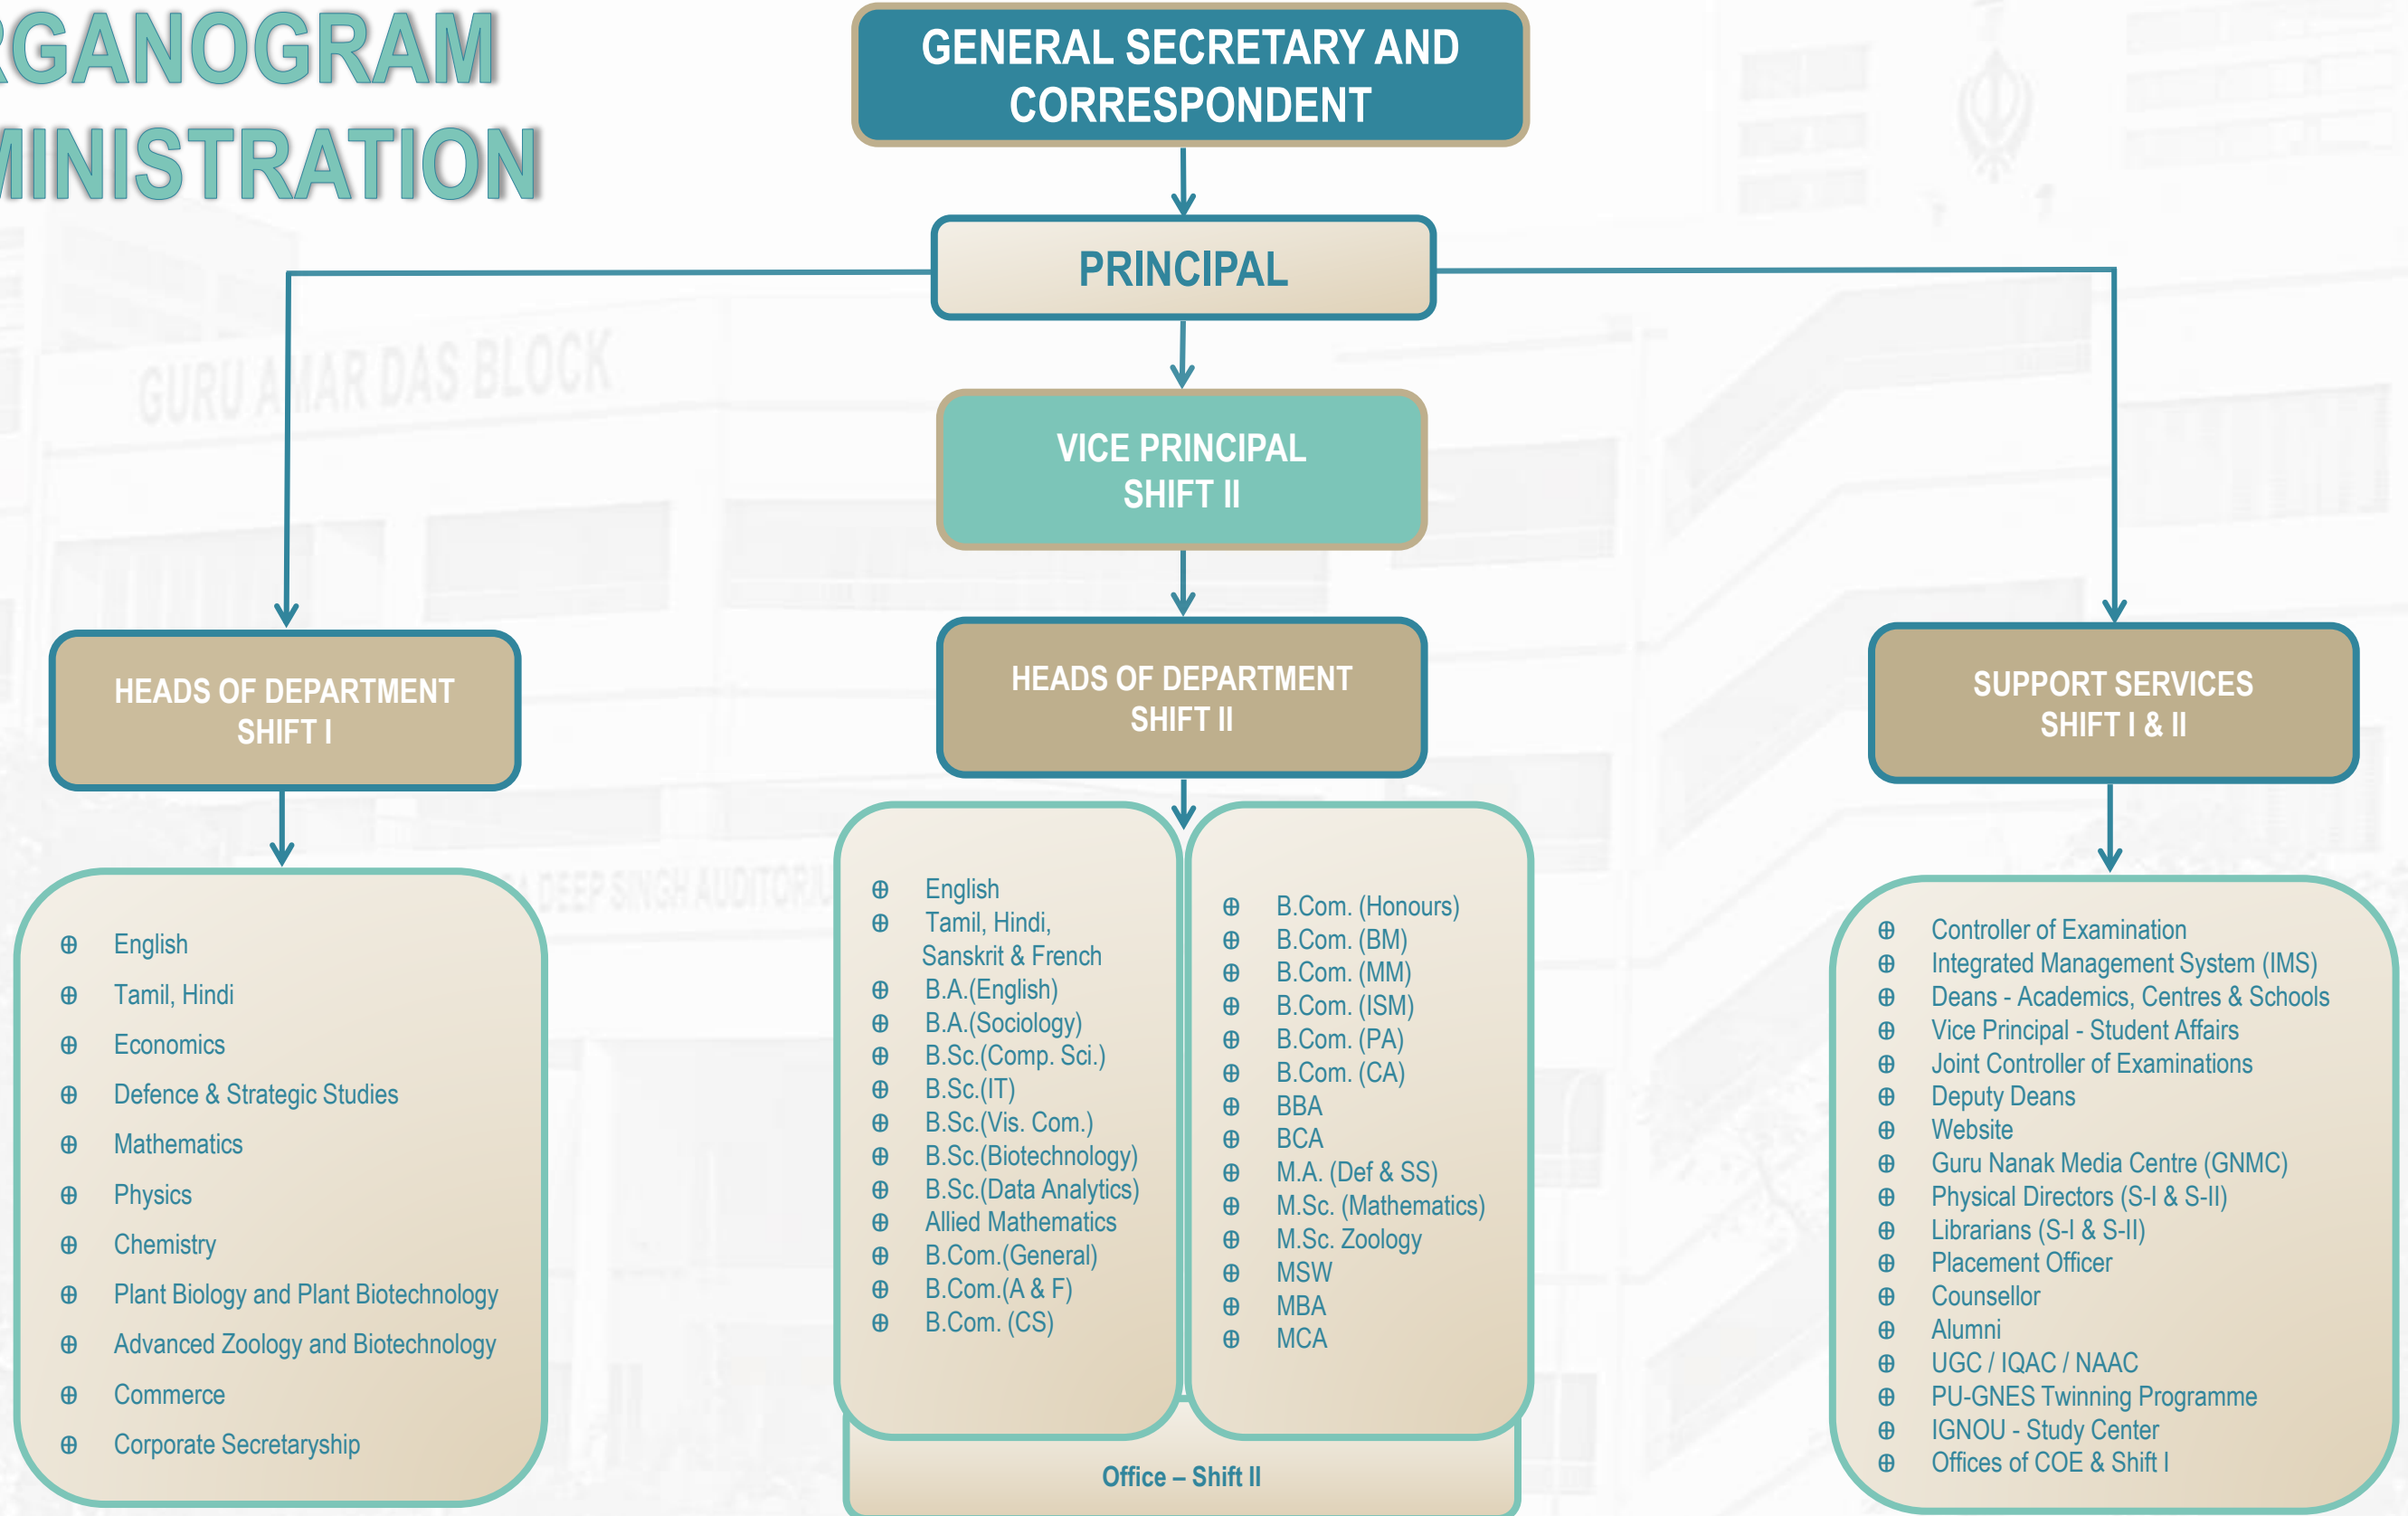 RGANOGRAM
MINISTRATION
GENERAL SECRETARY AND
CORRESPONDENT
PRINCIPAL
GURU AMAR DAS BLOCK
VICE PRINCIPAL
SHIFT II
HEADS OF DEPARTMENT
SHIFT I
HEADS OF DEPARTMENT
SHIFT II
SUPPORT SERVICES
SHIFT I & II
DEEP SINGH
English
Tamil, Hindi
Economics
Defence & Strategic Studies
Mathematics
Physics
Chemistry
Plant Biology and Plant Biotechnology
Advanced Zoology and Biotechnology
Commerce
Corporate Secretaryship
English
Tamil, Hindi,
Sanskrit & French
B.A.(English)
B.A.(Sociology)
B.Sc.(Comp. Sci.)
B.Sc.(IT)
B.Sc.(Vis. Com.)
B.Sc.(Biotechnology)
B.Sc.(Data Analytics)
Allied Mathematics
B.Com.(General)
B.Com.(A & F)
B.Com. (CS)
B.Com. (Honours)
B.Com. (BM)
B.Com. (MM)
B.Com. (ISM)
B.Com. (PA)
B.Com. (CA)
BBA
BCA
M.A. (Def & SS)
M.Sc. (Mathematics)
M.Sc. Zoology
MSW
MBA
MCA
Office – Shift II
Controller of Examination
Integrated Management System (IMS)
Deans - Academics, Centres & Schools
Vice Principal - Student Affairs
Joint Controller of Examinations
Deputy Deans
Website
Guru Nanak Media Centre (GNMC)
Physical Directors (S-I & S-II)
Librarians (S-I & S-II)
Placement Officer
Counsellor
Alumni
UGC / IQAC / NAAC
PU-GNES Twinning Programme
IGNOU - Study Center
Offices of COE & Shift I